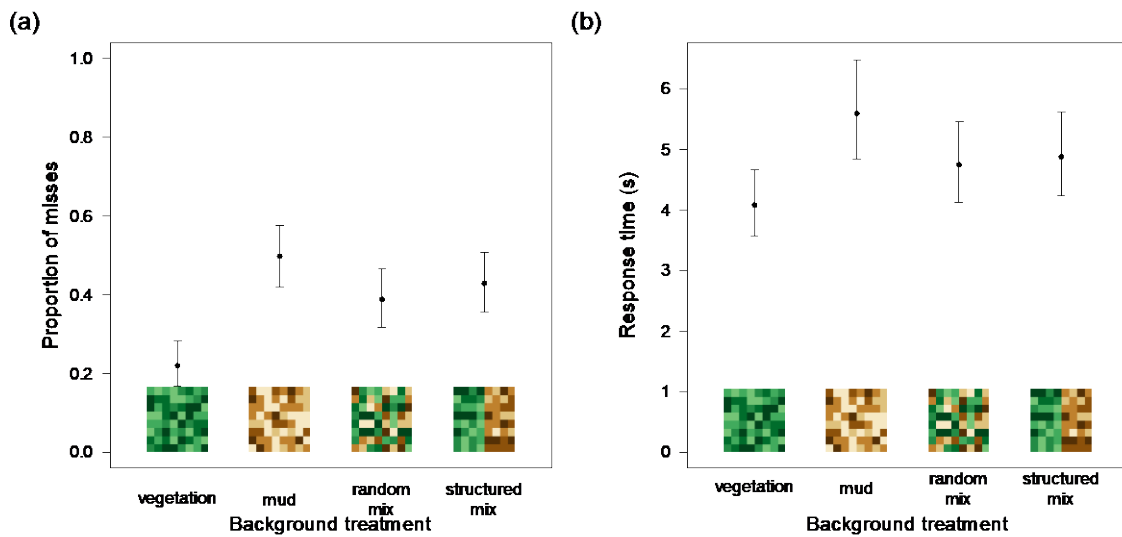 (a)
Proportion of misses
1.0
0.8
0.6
0.4
0.2
0.0
vegetation
mud
random
mix
structured
mix
Background treatment
(b)
Response time (s)
6
5
4
3
2
1
0
vegetation
mud
random
mix
structured
mix
Background treatment